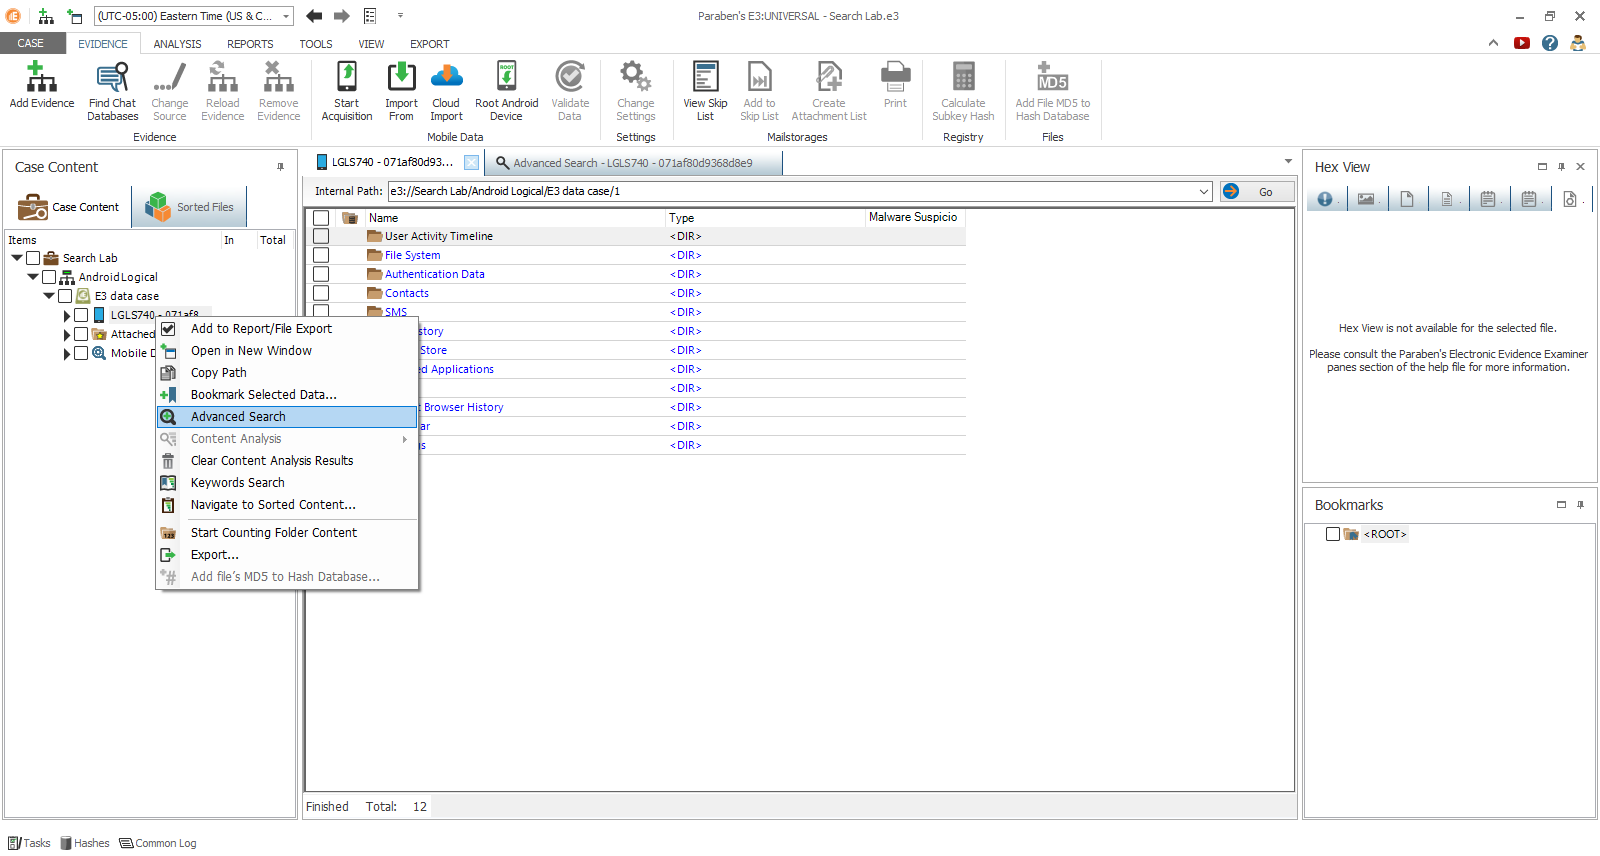 (UTC-05:00) Eastern Time (US & C...
Paraben's E3:UNIVERSAL - Search Lab.e3
CASE EVIDENCE ANALYSIS REPORTS TOOLS VIEW EXPORT
Add Evidence
Find Chat Databases
Change Source
Reload Evidence
Remove Evidence
Evidence
Start Acquisition
Import From
Cloud Import
Root Android Device
Validate Data
Mobile Data
Change Settings
Settings
View Skip List
Add to Skip List
Create Attachment List
Print
Mailstorages
Calculate Subkey Hash
Registry
MD5
Add File MD5 to Hash Database
Files
Case Content
Case Content
Sorted Files
Items In Total
Search Lab
Android Logical
E3 data case
LGLS740 - 071af8
Attached
Mobile D
Add to Report/File Export
Open in New Window
Copy Path
Bookmark Selected Data...
Advanced Search
Content Analysis
Clear Content Analysis Results
Keywords Search
Navigate to Sorted Content...
Start Counting Folder Content
Export...
Add file's MD5 to Hash Database...
LGLS740 - 071af80d93...
Advanced Search - LGLS740 - 071af80d9368d8e9
Internal Path: e3://Search Lab/Android Logical/E3 data case/1 Go
Name Type Malware Suspicio
User Activity Timeline <DIR>
File System <DIR>
Authentication Data <DIR>
Contacts <DIR>
SMS <DIR>
tory <DIR>
Store <DIR>
ed Applications <DIR>
<DIR>
Browser History <DIR>
ar <DIR>
s <DIR>
Finished Total: 12
Hex View
Hex View is not available for the selected file.
Please consult the Paraben's Electronic Evidence Examiner
panes section of the help file for more information.
Bookmarks
<ROOT>
Tasks Hashes Common Log